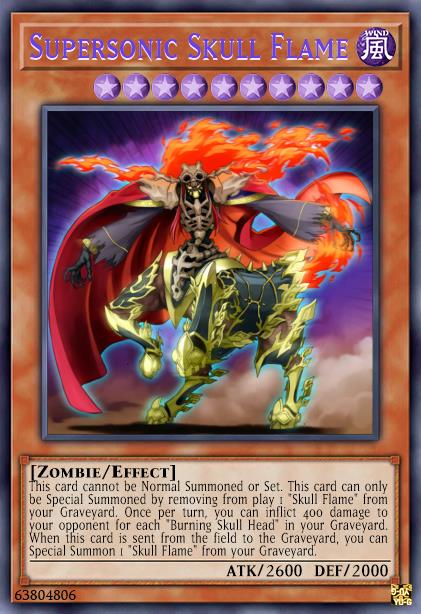 SUPERSONIC SKULL FLAME
WIND
風
[ZOMBIE/EFFECT]
This card cannot be Normal Summoned or Set. This card can only
be Special Summoned by removing from play 1 "Skull Flame" from
your Graveyard. Once per turn, you can inflict 400 damage to
your opponent for each "Burning Skull Head" in your Graveyard.
When this card is sent from the field to the Graveyard, you can
Special Summon 1 "Skull Flame" from your Graveyard.
ATK/2600 DEF/2000
63804806